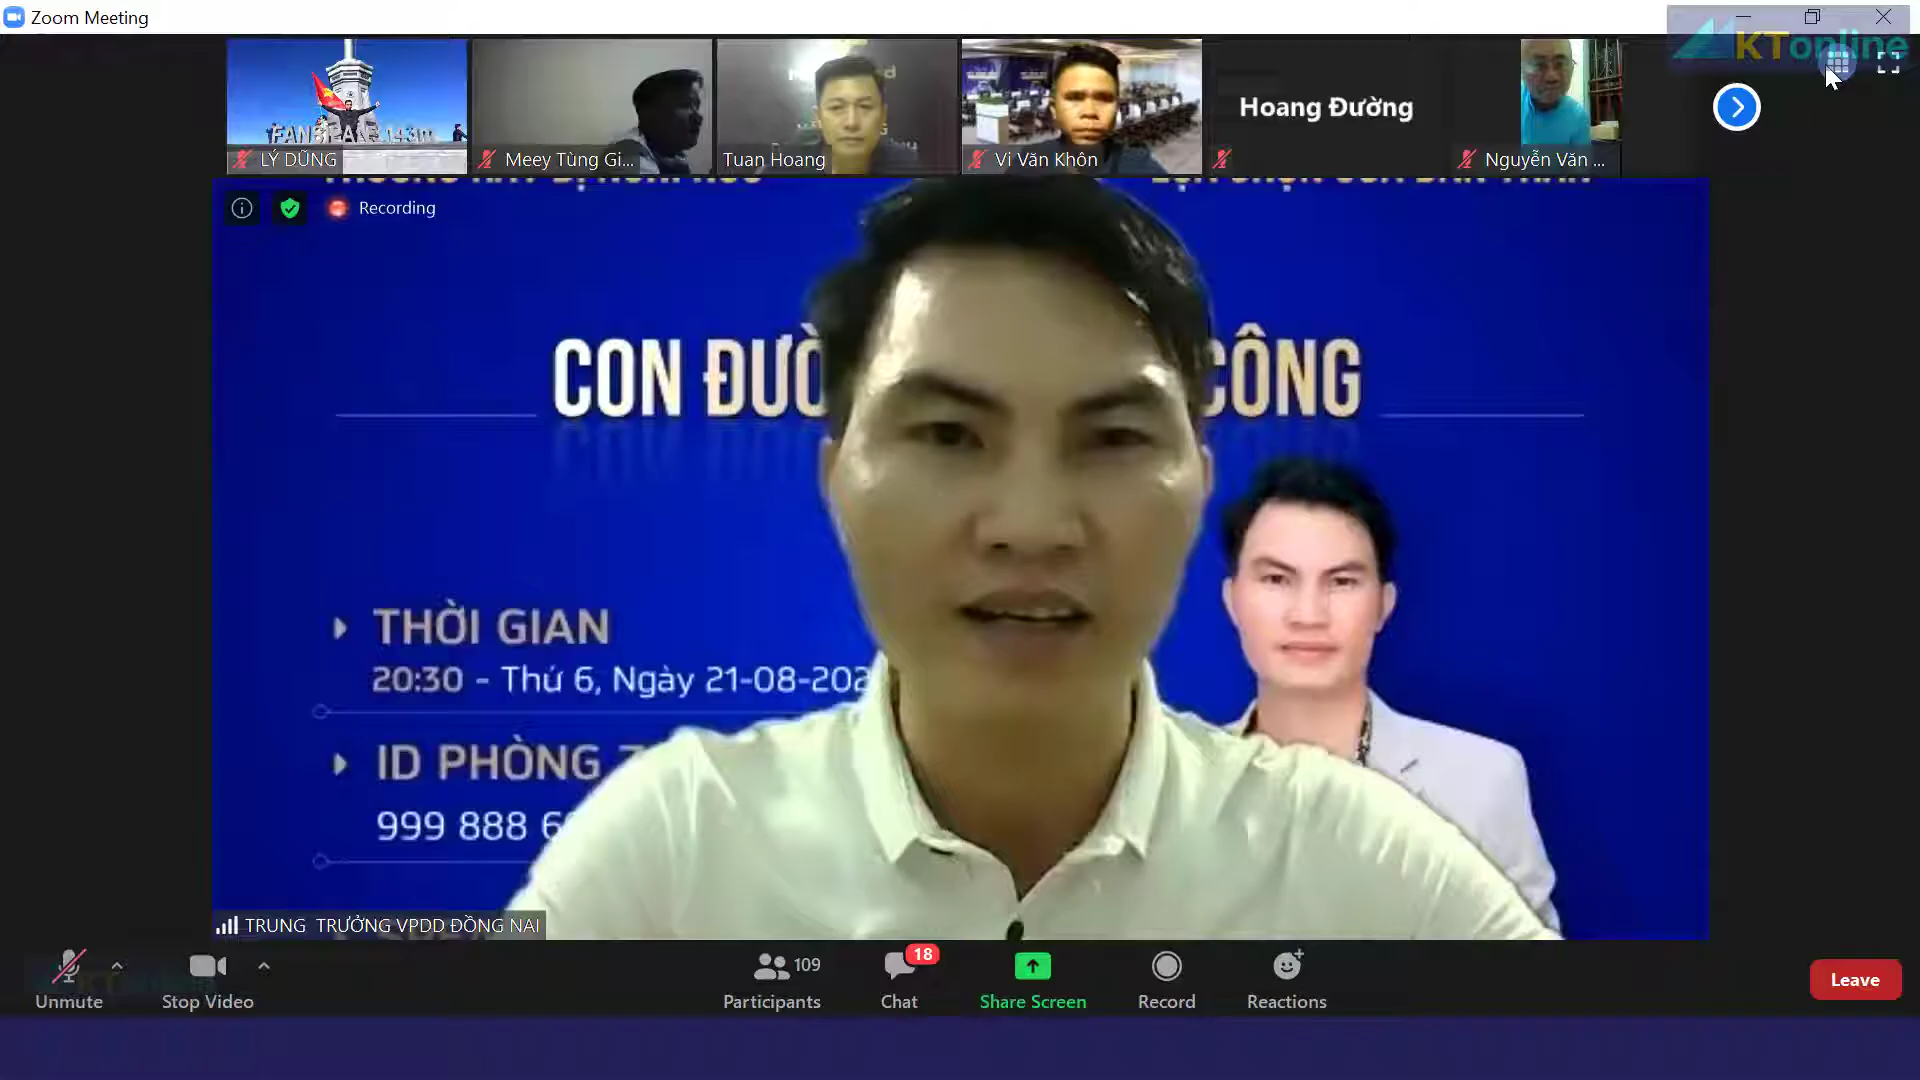 Zoom Meeting
KTonline
FANSIPAN 3.143m
LÝ DŨNG
Meey Tùng Gi...
Tuan Hoang
Vi Văn Khôn
Hoang Đường
Nguyễn Văn ...
Recording
CON ĐƯỜ
CÔNG
THỜI GIAN
20:30 - Thứ 6, Ngày 21-08-202
ID PHÒNG
999 888
TRUNG TRƯỞNG VPDD ĐỒNG NAI
109
18
Unmute
Stop Video
Participants
Chat
Share Screen
Record
Reactions
Leave